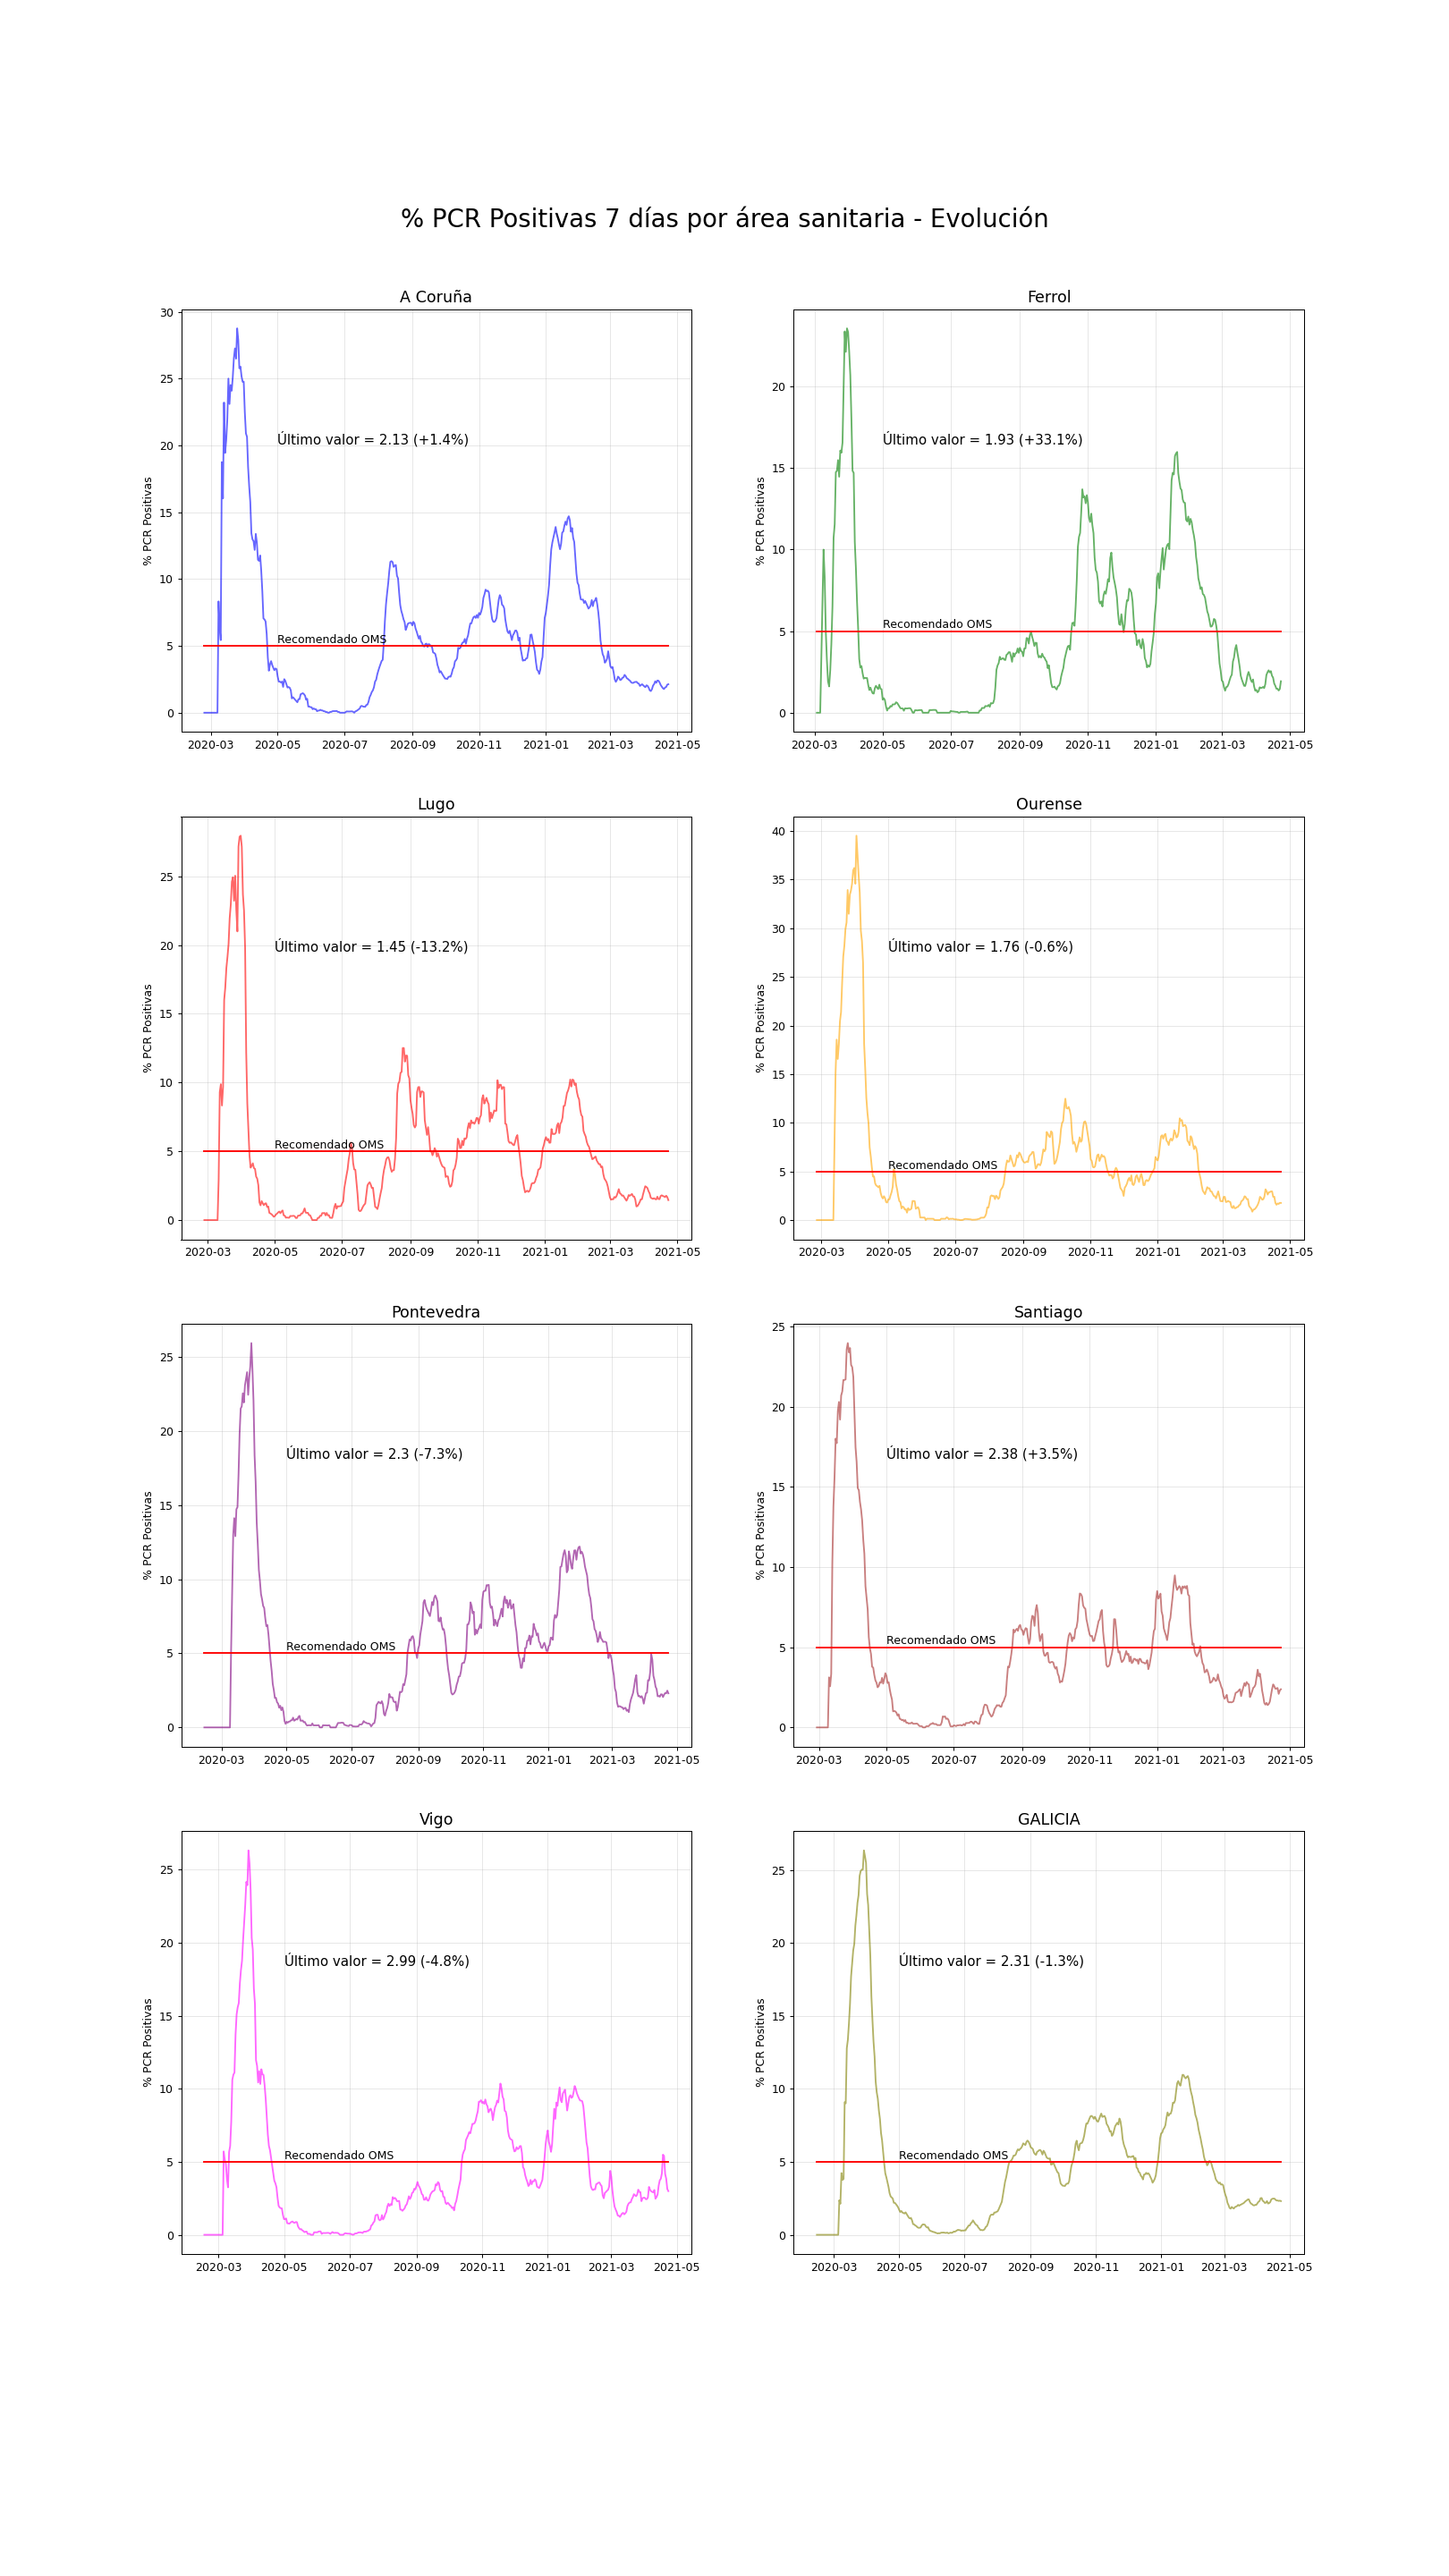 % PCR Positivas 7 días por área sanitaria - Evolución
A Coruña
30
25
20
15
10
5
0
% PCR Positivas
Último valor = 2.13 (+1.4%)
Recomendado OMS
2020-03 2020-05 2020-07 2020-09 2020-11 2021-01 2021-03 2021-05
Ferrol
20
15
10
5
0
% PCR Positivas
Último valor = 1.93 (+33.1%)
Recomendado OMS
2020-03 2020-05 2020-07 2020-09 2020-11 2021-01 2021-03 2021-05
Lugo
25
20
15
10
5
0
% PCR Positivas
Último valor = 1.45 (-13.2%)
Recomendado OMS
2020-03 2020-05 2020-07 2020-09 2020-11 2021-01 2021-03 2021-05
Ourense
40
35
30
25
20
15
10
5
0
% PCR Positivas
Último valor = 1.76 (-0.6%)
Recomendado OMS
2020-03 2020-05 2020-07 2020-09 2020-11 2021-01 2021-03 2021-05
Pontevedra
25
20
15
10
5
0
% PCR Positivas
Último valor = 2.3 (-7.3%)
Recomendado OMS
2020-03 2020-05 2020-07 2020-09 2020-11 2021-01 2021-03 2021-05
Santiago
25
20
15
10
5
0
% PCR Positivas
Último valor = 2.38 (+3.5%)
Recomendado OMS
2020-03 2020-05 2020-07 2020-09 2020-11 2021-01 2021-03 2021-05
Vigo
25
20
15
10
5
0
% PCR Positivas
Último valor = 2.99 (-4.8%)
Recomendado OMS
2020-03 2020-05 2020-07 2020-09 2020-11 2021-01 2021-03 2021-05
GALICIA
25
20
15
10
5
0
% PCR Positivas
Último valor = 2.31 (-1.3%)
Recomendado OMS
2020-03 2020-05 2020-07 2020-09 2020-11 2021-01 2021-03 2021-05